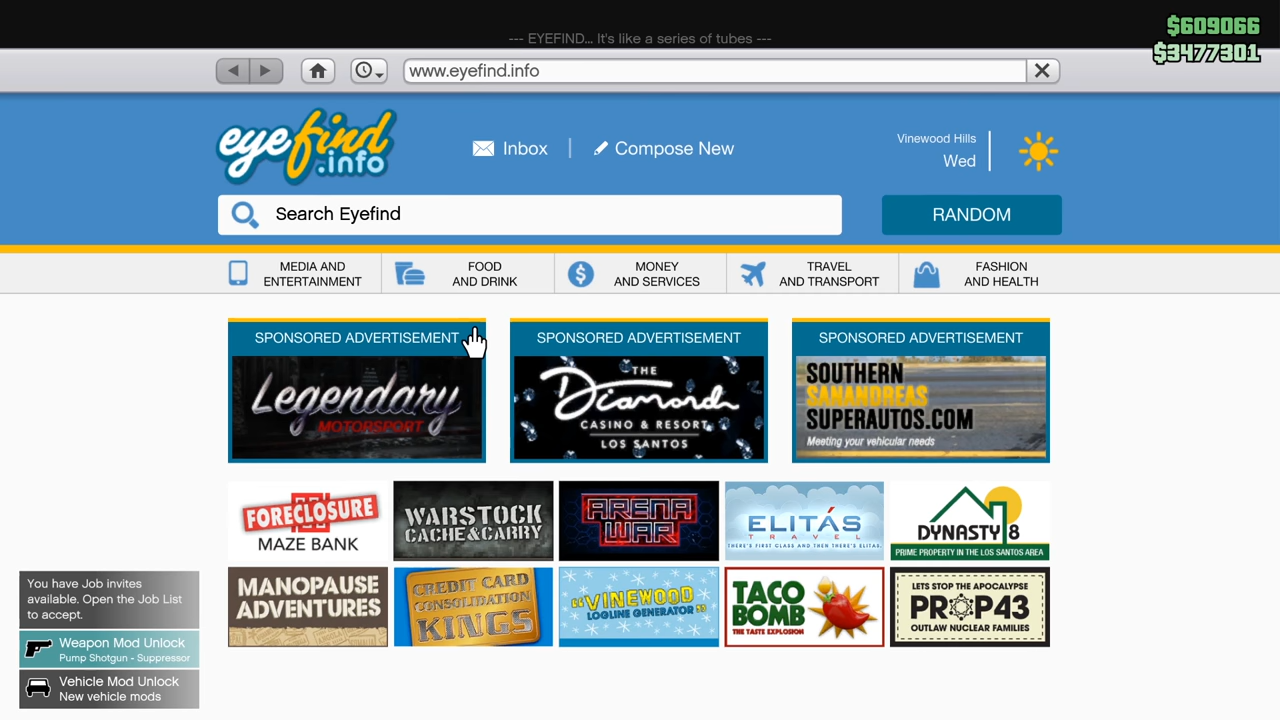 $609066
$3477301
--- EYEFIND... It's like a series of tubes ---
www.eyefind.info
eyefind
.info
Inbox
Compose New
Vinewood Hills
Wed
Search Eyefind
RANDOM
MEDIA AND
ENTERTAINMENT
FOOD
AND DRINK
MONEY
AND SERVICES
TRAVEL
AND TRANSPORT
FASHION
AND HEALTH
SPONSORED ADVERTISEMENT
Legendary
MOTORSPORT
SPONSORED ADVERTISEMENT
THE
Diamond
CASINO & RESORT
LOS SANTOS
SPONSORED ADVERTISEMENT
SOUTHERN
SANANDREAS
SUPERAUTOS.COM
Meeting your vehicular needs
FORECLOSURE
MAZE BANK
WARSTOCK
CACHE&CARRY
ARENA
WAR
ELITÁS
TRAVEL
THERE'S FIRST CLASS AND THEN THERE'S ELITAS.
DYNASTY 8
PRIME PROPERTY IN THE LOS SANTOS AREA
MANOPAUSE
ADVENTURES
CREDIT CARD
CONSOLIDATION
KINGS
"VINEWOOD
LOGLINE GENERATOR"
TACO
BOMB
THE TASTE EXPLOSION
LETS STOP THE APOCALYPSE
PROP43
OUTLAW NUCLEAR FAMILIES
You have Job invites
available. Open the Job List
to accept.
Weapon Mod Unlock
Pump Shotgun - Suppressor
Vehicle Mod Unlock
New vehicle mods